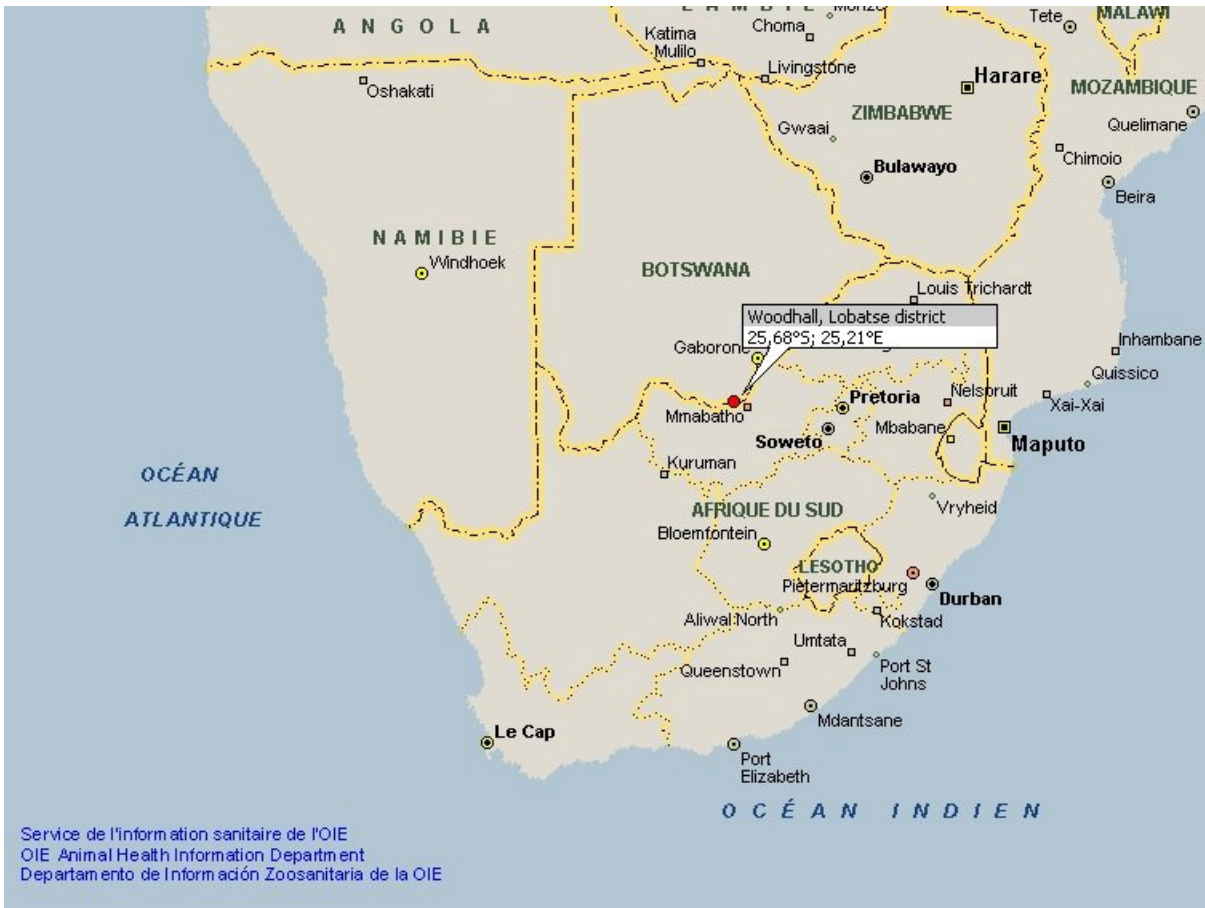 A N G O L A
Katima
Mulilo
Choma
Tete
MALAWI
Oshakati
Livingstone
Harare
MOZAMBIQUE
ZIMBABWE
Quelimane
Gwaai
Chimoio
Bulawayo
Beira
N A M I B I E
Windhoek
BOTSWANA
Louis Trichardt
Woodhall, Lobatse district
25,68°S; 25,21°E
Gaborone
Inhambane
Quissico
Nelspruit
Xai-Xai
Pretoria
Mmabatho
Soweto
Mbabane
Maputo
Kuruman
OCÉAN
ATLANTIQUE
AFRIQUE DU SUD
Vryheid
Bloemfontein
LESOTHO
Pietermaritzburg
Durban
Aliwal North
Kokstad
Umtata
Queenstown
Port St
Johns
Mdantsane
Le Cap
Port
Elizabeth
O C É A N I N D I E N
Service de l'information sanitaire de l'OIE
OIE Animal Health Information Department
Departamento de Información Zoosanitaria de la OIE